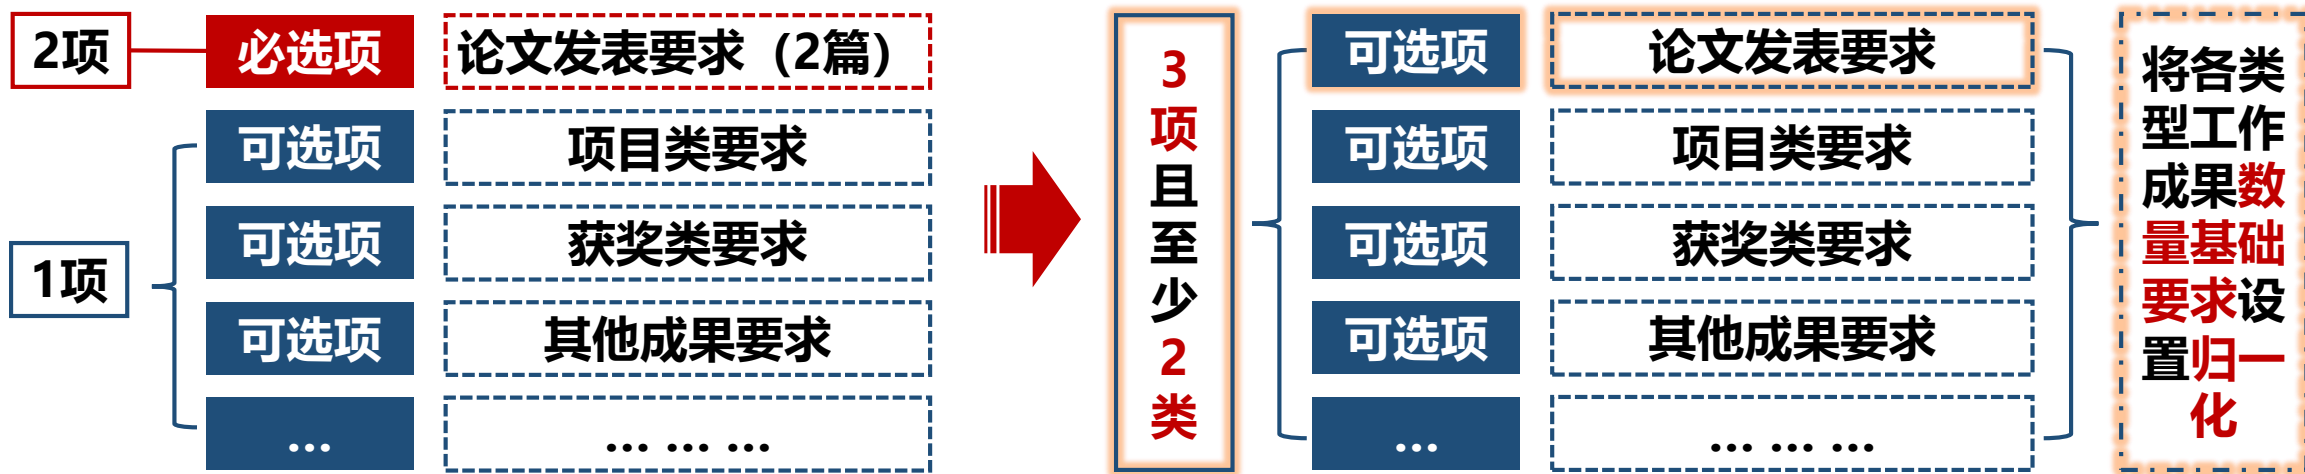 2项
必选项
论文发表要求（2篇）
1项
可选项
项目类要求
可选项
获奖类要求
可选项
其他成果要求
...
... ... ...
3
项
且
至
少
2
类
可选项
论文发表要求
可选项
项目类要求
可选项
获奖类要求
可选项
其他成果要求
...
... ... ...
将各类
型工作
成果数
量基础
要求设
置归一
化